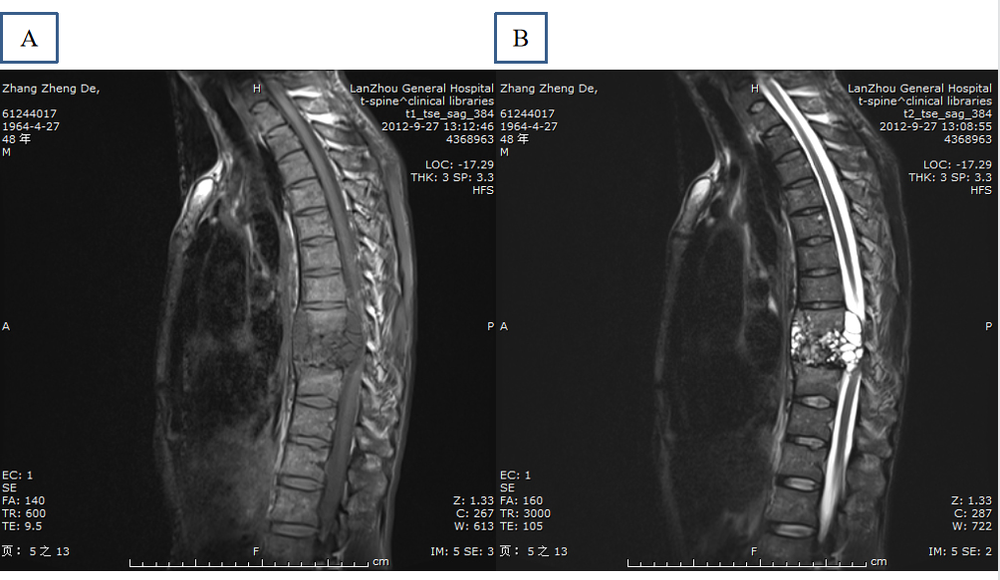 A
B
Zhang Zheng De,
61244017
1964-4-27
48 年
M
H
LanZhou General Hospital
t-spine^clinical libraries
t1_tse_sag_384
2012-9-27 13:12:46
4368963
LOC: -17.29
THK: 3 SP: 3.3
HFS
A
P
EC: 1
SE
FA: 140
TR: 600
TE: 9.5
页: 5 之 13
F
Z: 1.33
C: 267
W: 613
IM: 5 SE: 3
cm
Zhang Zheng De,
61244017
1964-4-27
48 年
M
H
LanZhou General Hospital
t-spine^clinical libraries
t2_tse_sag_384
2012-9-27 13:08:55
4368963
LOC: -17.29
THK: 3 SP: 3.3
HFS
A
P
EC: 1
SE
FA: 160
TR: 3000
TE: 105
页: 5 之 13
F
Z: 1.33
C: 287
W: 722
IM: 5 SE: 2
cm